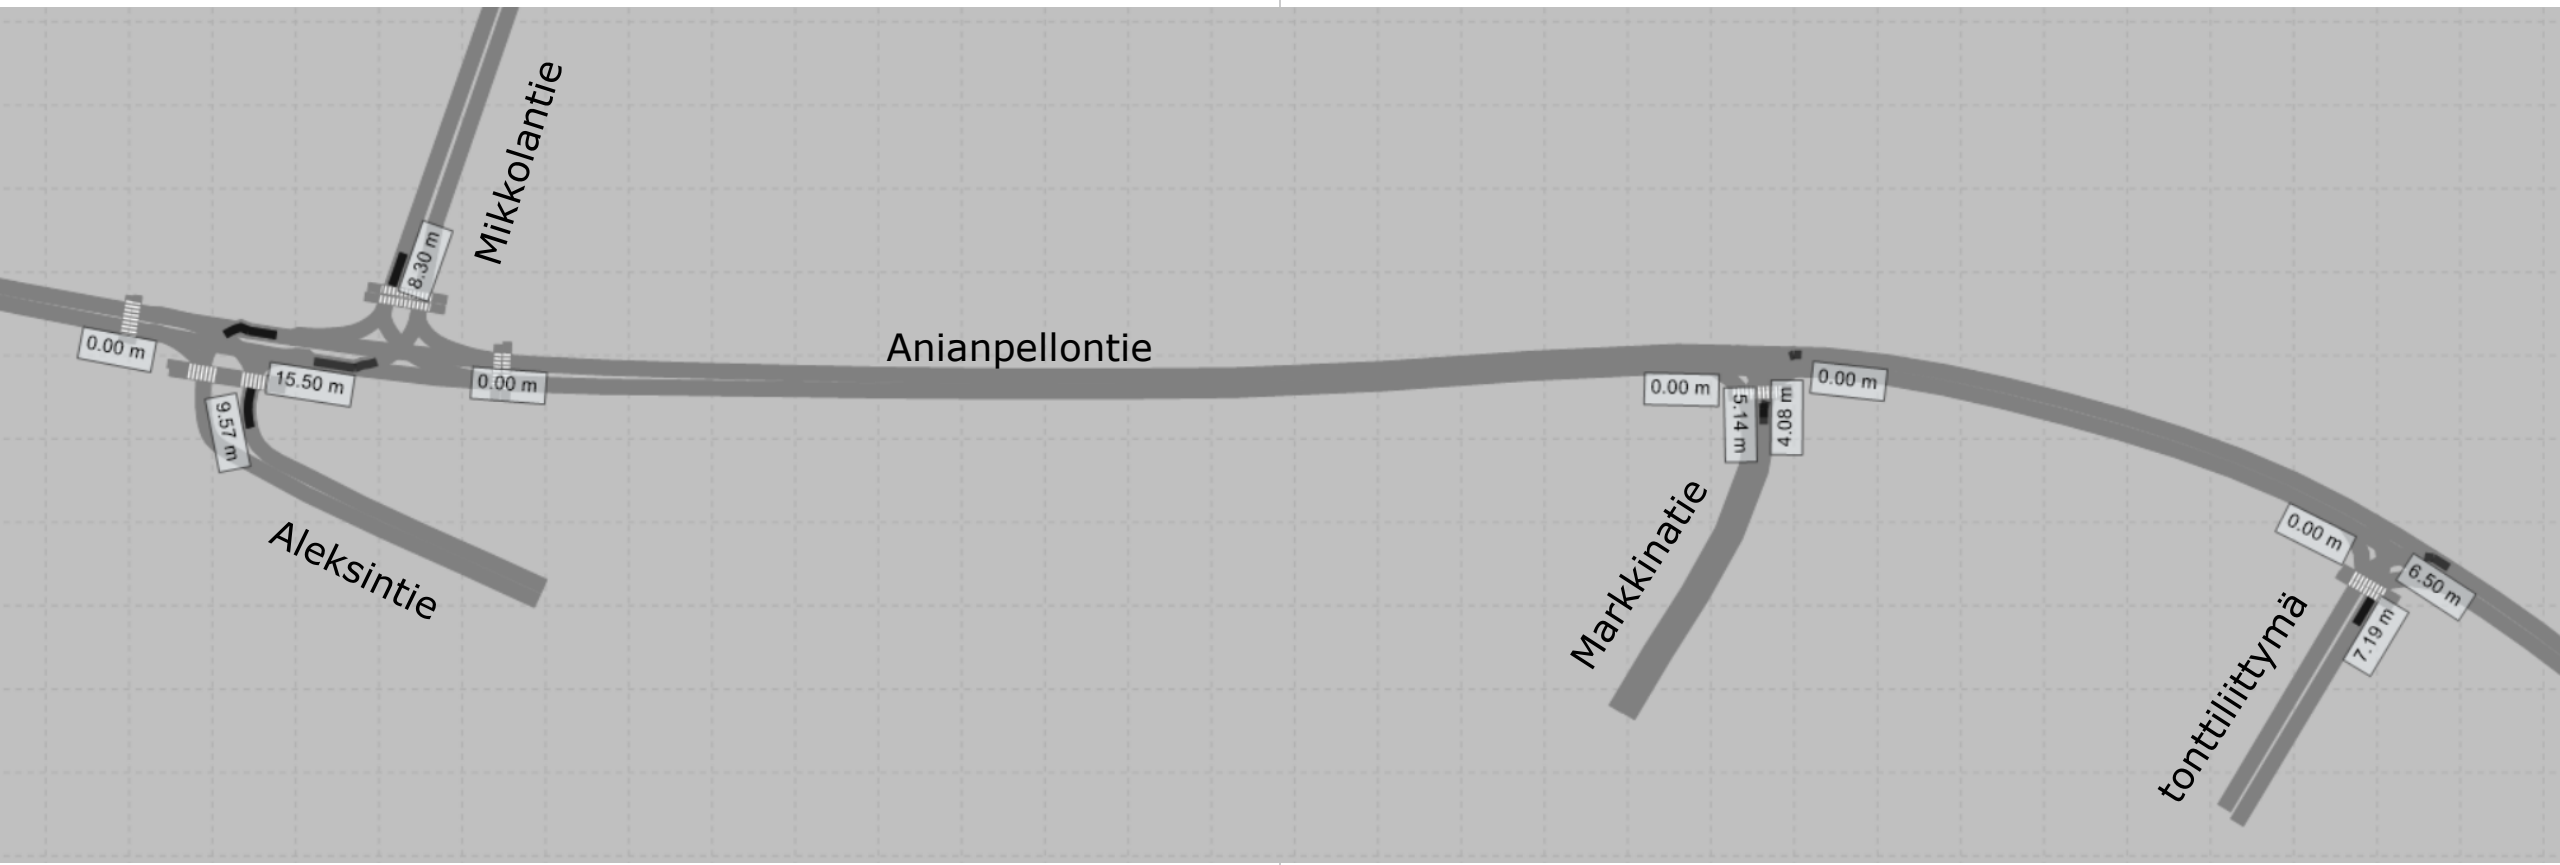 Mikkolantie
8.30 m
0.00 m
15.50 m
9.57 m
0.00 m
Aleksintie
Anianpellontie
0.00 m
5.14 m
4.08 m
0.00 m
Markkinatie
0.00 m
6.50 m
7.19 m
tonttiliittymä